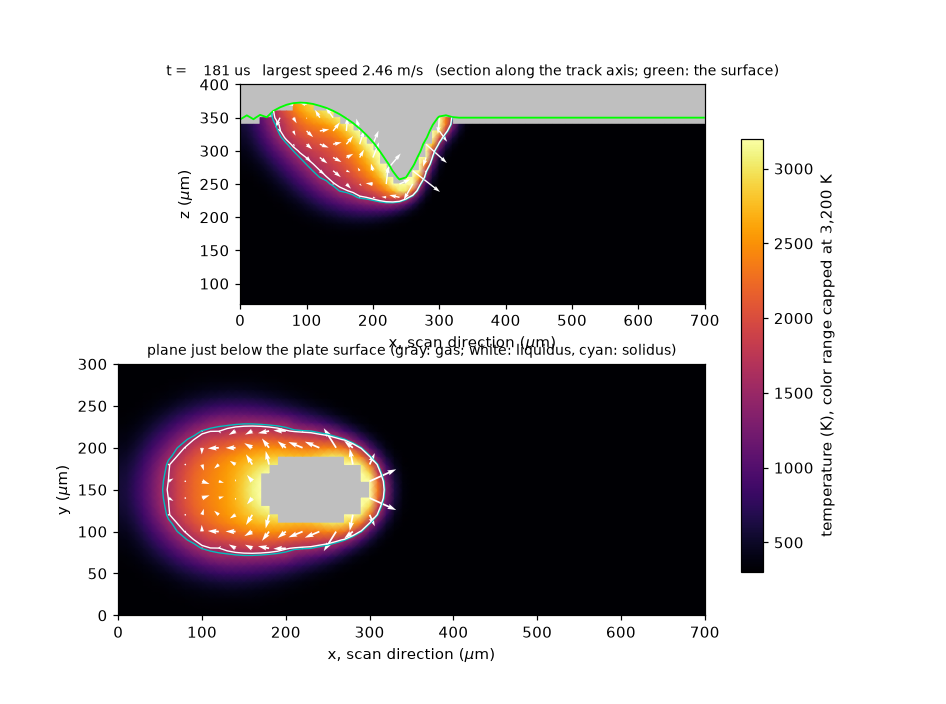 t =    181 us   largest speed 2.46 m/s   (section along the track axis; green: the surface)
400
350
300
250
200
150
100
z (μm)
0 100 200 300 400 500 600 700
x, scan direction (μm)
plane just below the plate surface (gray: gas; white: liquidus, cyan: solidus)
300
250
200
150
100
50
0
y (μm)
0 100 200 300 400 500 600 700
x, scan direction (μm)
3000
2500
2000
1500
1000
500
temperature (K), color range capped at 3,200 K